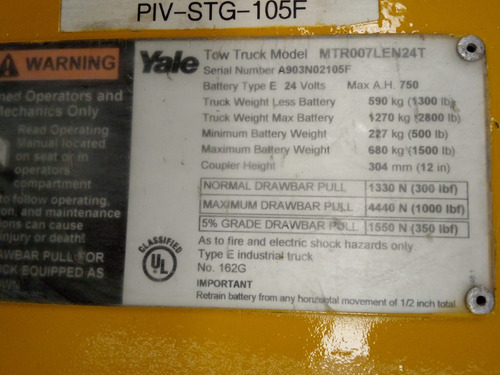 PIV-STG-105F
WARNING
ned Operators and
Mechanics Only
Read Operating
Manual located
on seat or in
operators
compartment
to follow operating,
on, and maintenance
ions can cause
injury or death!
AWBAR PULL FOR
CK EQUIPPED AS
Yale
Tow Truck Model MTR007LEN24T
Serial Number A903N02105F
Battery Type E 24 Volts Max A.H. 750
Truck Weight Less Battery 590 kg (1300 lb)
Truck Weight Max Battery 1270 kg (2800 lb)
Minimum Battery Weight 227 kg (500 lb)
Maximum Battery Weight 680 kg (1500 lb)
Coupler Height 304 mm (12 in)
NORMAL DRAWBAR PULL 1330 N (300 lbf)
MAXIMUM DRAWBAR PULL 4440 N (1000 lbf)
5% GRADE DRAWBAR PULL 1550 N (350 lbf)
CLASSIFIED
UL
As to fire and electric shock hazards only
Type E industrial truck
No. 162G
IMPORTANT
Retrain battery from any horizontal movement of 1/2 inch total.